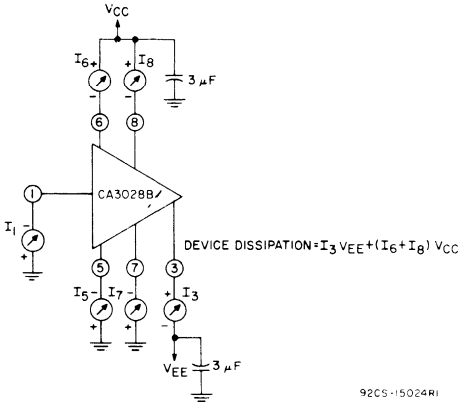 VCC
I6 + + I8
- -
3 µF
6 8
1
CA3028B
I1 -
+
DEVICE DISSIPATION=I3 VEE+(I6+I8) VCC
5 7 3
I5 - I7 - + I3
+ + -
VEE 3 µF
92CS-15024R1